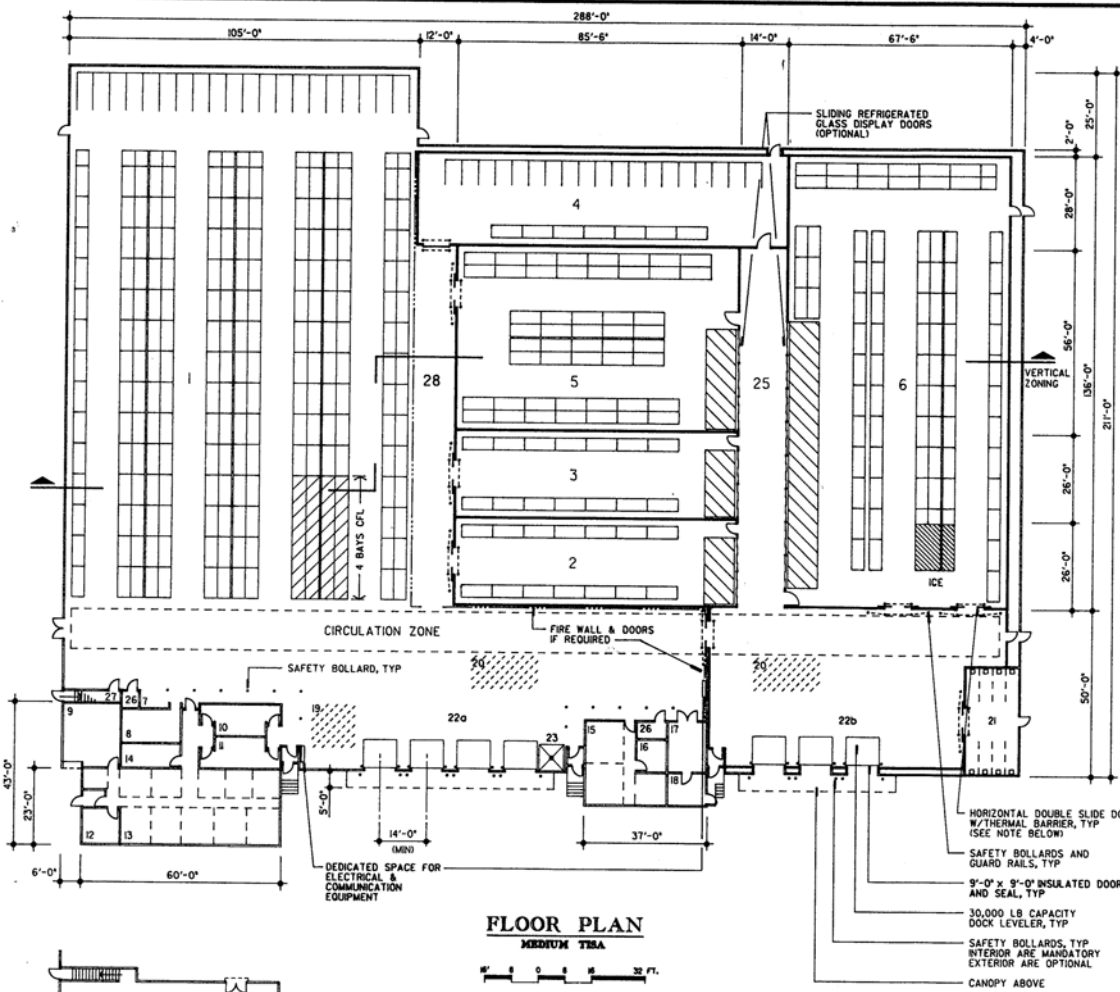 288'-0"
105'-0"
12'-0"
85'-6"
14'-0"
67'-6"
4'-0"
SLIDING REFRIGERATED
GLASS DISPLAY DOORS
(OPTIONAL)
25'-0"
2'-0"
4
28'-0"
1
28
5
25
6
56'-0"
VERTICAL
ZONING
136'-0"
211'-0"
3
26'-0"
4 BAYS CFL
2
26'-0"
ICE
CIRCULATION ZONE
FIRE WALL & DOORS
IF REQUIRED
SAFETY BOLLARD, TYP
20
20
50'-0"
27
26
7
9
10
19
22a
15
26
17
22b
21
8
11
23
16
14
18
43'-0"
23'-0"
5'-0"
12
13
14'-0"
(MIN)
37'-0"
6'-0"
60'-0"
DEDICATED SPACE FOR
ELECTRICAL &
COMMUNICATION
EQUIPMENT
HORIZONTAL DOUBLE SLIDE DO
W/THERMAL BARRIER, TYP
(SEE NOTE BELOW)
SAFETY BOLLARDS AND
GUARD RAILS, TYP
9'-0" x 9'-0" INSULATED DOOR
AND SEAL, TYP
30,000 LB CAPACITY
DOCK LEVELER, TYP
SAFETY BOLLARDS, TYP
INTERIOR ARE MANDATORY
EXTERIOR ARE OPTIONAL
CANOPY ABOVE
FLOOR PLAN
MEDIUM TISA
16' 8 0 8 16 32 FT.